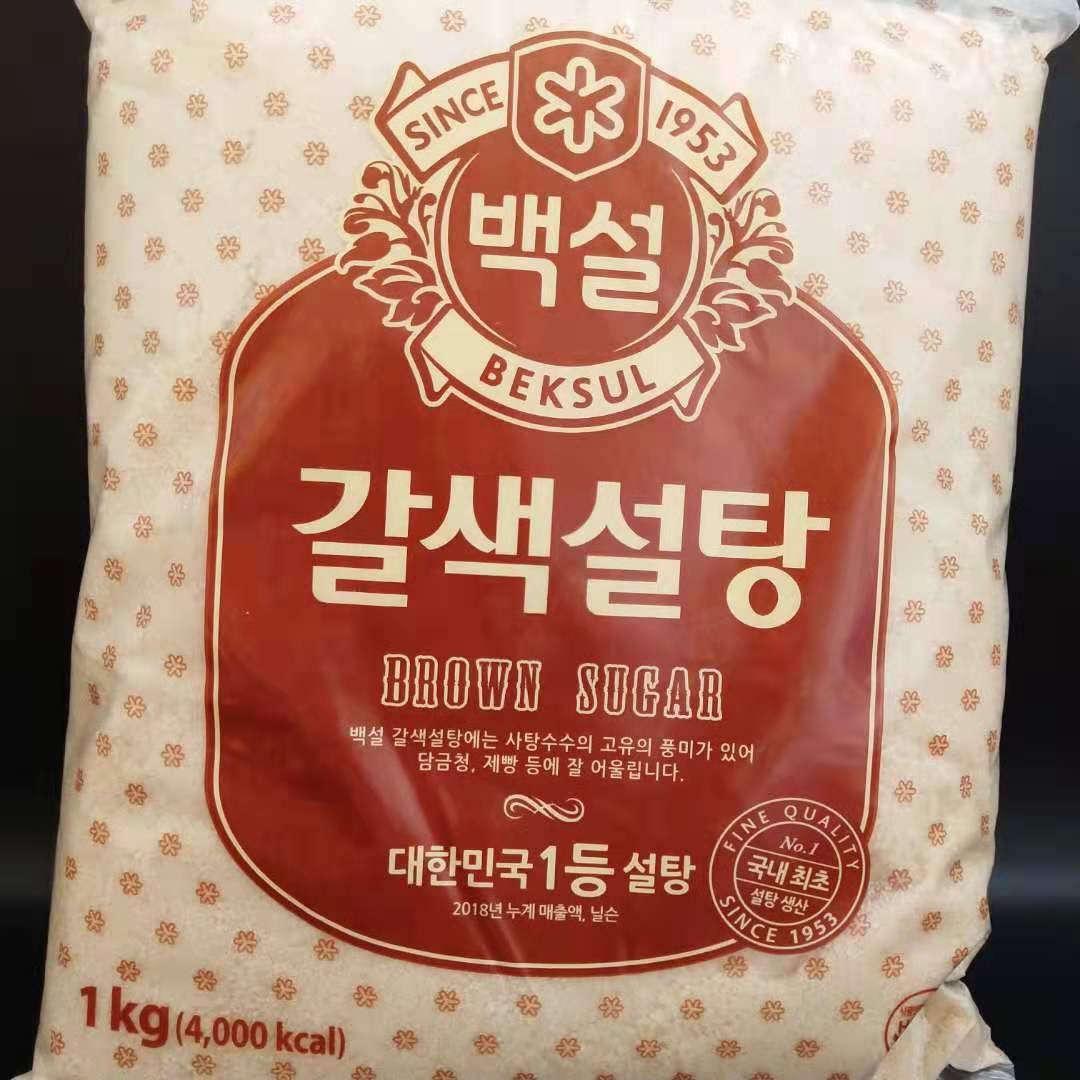 SINCE 1953
백설
BEKSUL
갈색설탕
BROWN SUGAR
백설 갈색설탕에는 사탕수수의 고유의 풍미가 있어
담금청, 제빵 등에 잘 어울립니다.
대한민국1등 설탕
2018년 누계 매출액, 닐슨
FINE QUALITY
No.1
국내 최초
설탕 생산
SINCE 1953
1kg (4,000 kcal)